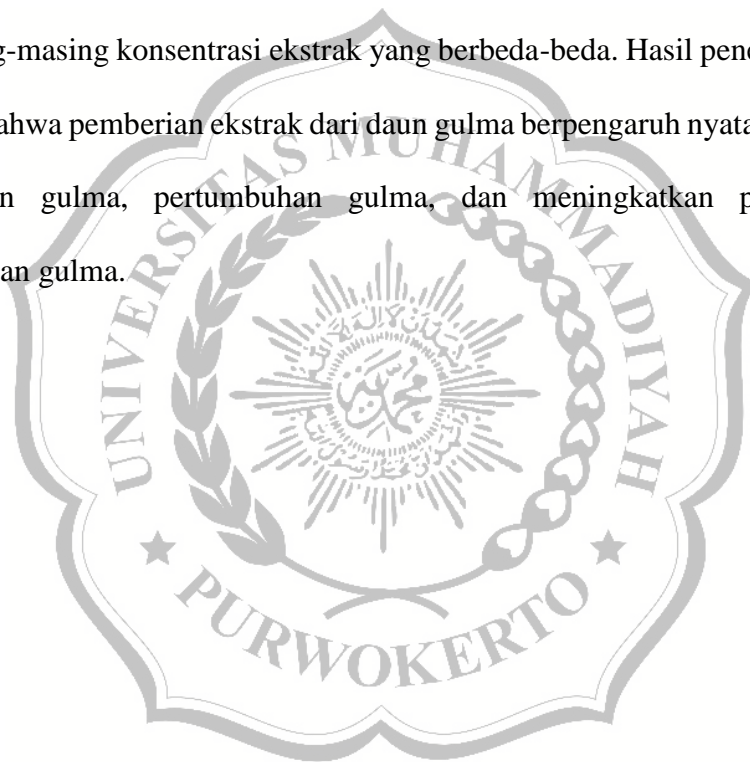 g-masing konsentrasi ekstrak yang berbeda-beda. Hasil pene
ahwa pemberian ekstrak dari daun gulma berpengaruh nyata
n gulma, pertumbuhan gulma, dan meningkatkan p
an gulma.
UNIVERSITAS MUHAMMADIYAH
PURWOKERTO